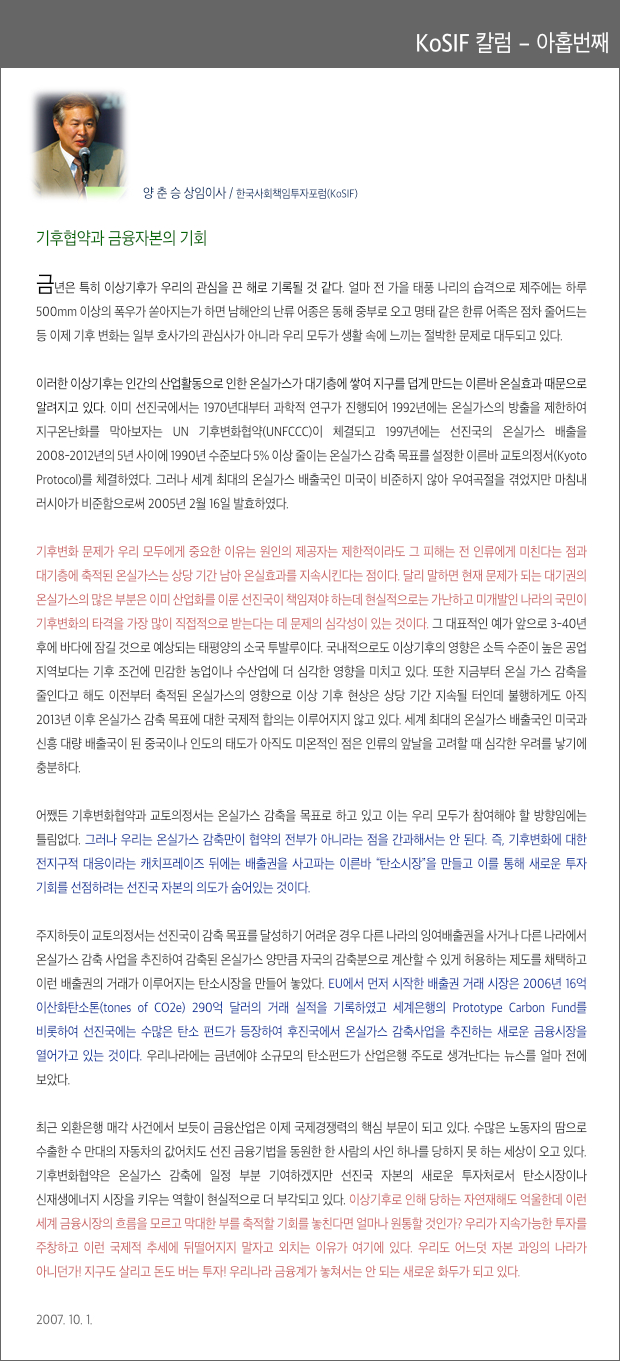 KoSIF 칼럼 – 아홉번째
양 춘 승 상임이사 / 한국사회책임투자포럼(KoSIF)
기후협약과 금융자본의 기회
금년은 특히 이상기후가 우리의 관심을 끈 해로 기록될 것 같다. 얼마 전 가을 태풍 나리의 습격으로 제주에는 하루
500mm 이상의 폭우가 쏟아지는가 하면 남해안의 난류 어종은 동해 중부로 오고 명태 같은 한류 어족은 점차 줄어드는
등 이제 기후 변화는 일부 호사가의 관심사가 아니라 우리 모두가 생활 속에 느끼는 절박한 문제로 대두되고 있다.
이러한 이상기후는 인간의 산업활동으로 인한 온실가스가 대기층에 쌓여 지구를 덥게 만드는 이른바 온실효과 때문으로
알려지고 있다. 이미 선진국에서는 1970년대부터 과학적 연구가 진행되어 1992년에는 온실가스의 방출을 제한하여
지구온난화를 막아보자는 UN 기후변화협약(UNFCCC)이 체결되고 1997년에는 선진국의 온실가스 배출을
2008-2012년의 5년 사이에 1990년 수준보다 5% 이상 줄이는 온실가스 감축 목표를 설정한 이른바 교토의정서(Kyoto
Protocol)를 체결하였다. 그러나 세계 최대의 온실가스 배출국인 미국이 비준하지 않아 우여곡절을 겪었지만 마침내
러시아가 비준함으로써 2005년 2월 16일 발효하였다.
기후변화 문제가 우리 모두에게 중요한 이유는 원인의 제공자는 제한적이라도 그 피해는 전 인류에게 미친다는 점과
대기층에 축적된 온실가스는 상당 기간 남아 온실효과를 지속시킨다는 점이다. 달리 말하면 현재 문제가 되는 대기권의
온실가스의 많은 부분은 이미 산업화를 이룬 선진국이 책임져야 하는데 현실적으로는 가난하고 미개발인 나라의 국민이
기후변화의 타격을 가장 많이 직접적으로 받는다는 데 문제의 심각성이 있는 것이다. 그 대표적인 예가 앞으로 3-40년
후에 바다에 잠길 것으로 예상되는 태평양의 소국 투발루이다. 국내적으로도 이상기후의 영향은 소득 수준이 높은 공업
지역보다는 기후 조건에 민감한 농업이나 수산업에 더 심각한 영향을 미치고 있다. 또한 지금부터 온실 가스 감축을
줄인다고 해도 이전부터 축적된 온실가스의 영향으로 이상 기후 현상은 상당 기간 지속될 터인데 불행하게도 아직
2013년 이후 온실가스 감축 목표에 대한 국제적 합의는 이루어지지 않고 있다. 세계 최대의 온실가스 배출국인 미국과
신흥 대량 배출국이 된 중국이나 인도의 태도가 아직도 미온적인 점은 인류의 앞날을 고려할 때 심각한 우려를 낳기에
충분하다.
어쨌든 기후변화협약과 교토의정서는 온실가스 감축을 목표로 하고 있고 이는 우리 모두가 참여해야 할 방향임에는
틀림없다. 그러나 우리는 온실가스 감축만이 협약의 전부가 아니라는 점을 간과해서는 안 된다. 즉, 기후변화에 대한
전지구적 대응이라는 캐치프레이즈 뒤에는 배출권을 사고파는 이른바 “탄소시장”을 만들고 이를 통해 새로운 투자
기회를 선점하려는 선진국 자본의 의도가 숨어있는 것이다.
주지하듯이 교토의정서는 선진국이 감축 목표를 달성하기 어려운 경우 다른 나라의 잉여배출권을 사거나 다른 나라에서
온실가스 감축 사업을 추진하여 감축된 온실가스 양만큼 자국의 감축분으로 계산할 수 있게 허용하는 제도를 채택하고
이런 배출권의 거래가 이루어지는 탄소시장을 만들어 놓았다. EU에서 먼저 시작한 배출권 거래 시장은 2006년 16억
이산화탄소톤(tones of CO2e) 290억 달러의 거래 실적을 기록하였고 세계은행의 Prototype Carbon Fund를
비롯하여 선진국에는 수많은 탄소 펀드가 등장하여 후진국에서 온실가스 감축사업을 추진하는 새로운 금융시장을
열어가고 있는 것이다. 우리나라에는 금년에야 소규모의 탄소펀드가 산업은행 주도로 생겨난다는 뉴스를 얼마 전에
보았다.
최근 외환은행 매각 사건에서 보듯이 금융산업은 이제 국제경쟁력의 핵심 부문이 되고 있다. 수많은 노동자의 땀으로
수출한 수 만대의 자동차의 값어치도 선진 금융기법을 동원한 한 사람의 사인 하나를 당하지 못 하는 세상이 오고 있다.
기후변화협약은 온실가스 감축에 일정 부분 기여하겠지만 선진국 자본의 새로운 투자처로서 탄소시장이나
신재생에너지 시장을 키우는 역할이 현실적으로 더 부각되고 있다. 이상기후로 인해 당하는 자연재해도 억울한데 이런
세계 금융시장의 흐름을 모르고 막대한 부를 축적할 기회를 놓친다면 얼마나 원통할 것인가? 우리가 지속가능한 투자를
주창하고 이런 국제적 추세에 뒤떨어지지 말자고 외치는 이유가 여기에 있다. 우리도 어느덧 자본 과잉의 나라가
아니던가! 지구도 살리고 돈도 버는 투자! 우리나라 금융계가 놓쳐서는 안 되는 새로운 화두가 되고 있다.
2007. 10. 1.